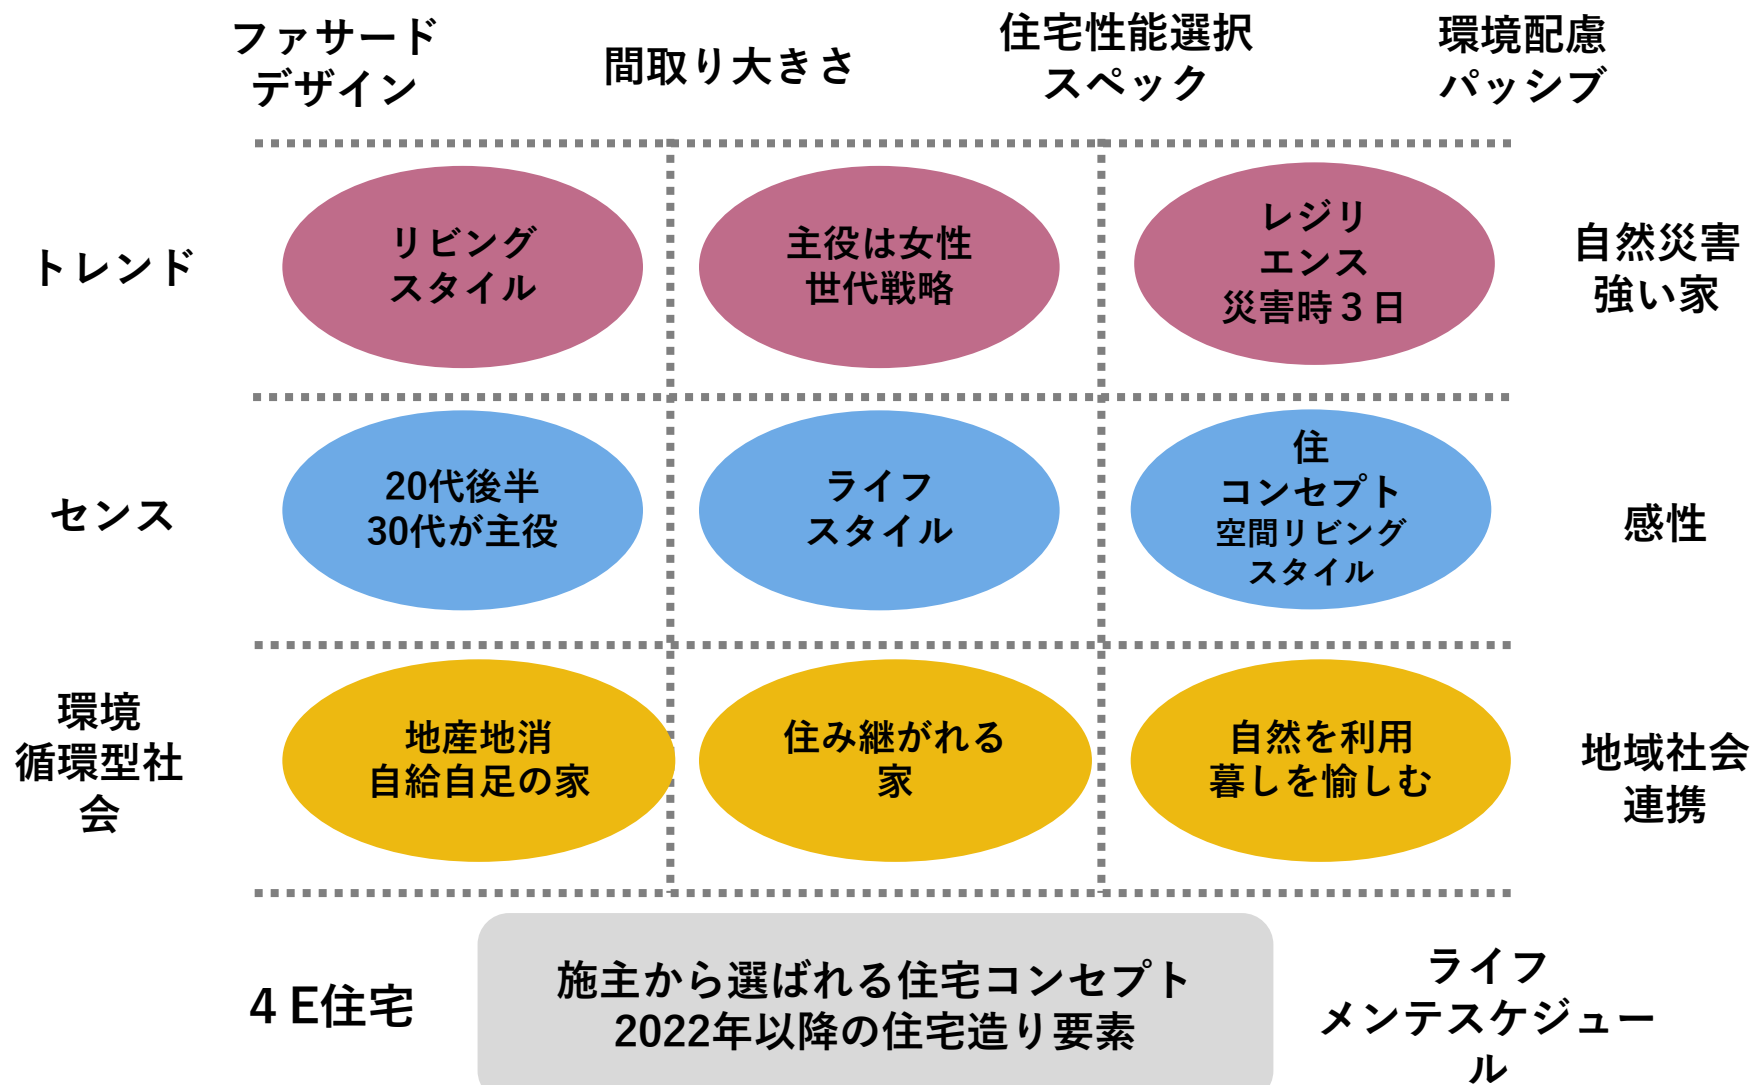 ファサード
デザイン
間取り大きさ
住宅性能選択
スペック
環境配慮
パッシブ
トレンド
リビング
スタイル
主役は女性
世代戦略
レジリ
エンス
災害時３日
自然災害
強い家
センス
20代後半
30代が主役
ライフ
スタイル
住
コンセプト
空間リビング
スタイル
感性
環境
循環型社
会
地産地消
自給自足の家
住み継がれる
家
自然を利用
暮しを愉しむ
地域社会
連携
４E住宅
施主から選ばれる住宅コンセプト
2022年以降の住宅造り要素
ライフ
メンテスケジュー
ル